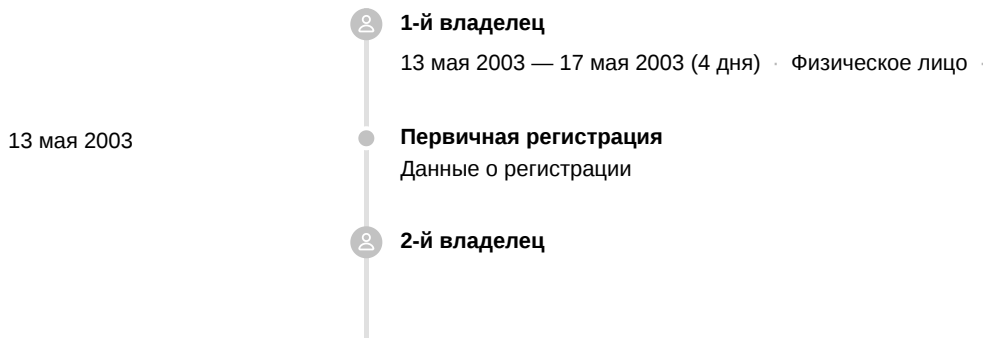 1-й владелец
13 мая 2003 — 17 мая 2003 (4 дня) · Физическое лицо ·
13 мая 2003
Первичная регистрация
Данные о регистрации
2-й владелец